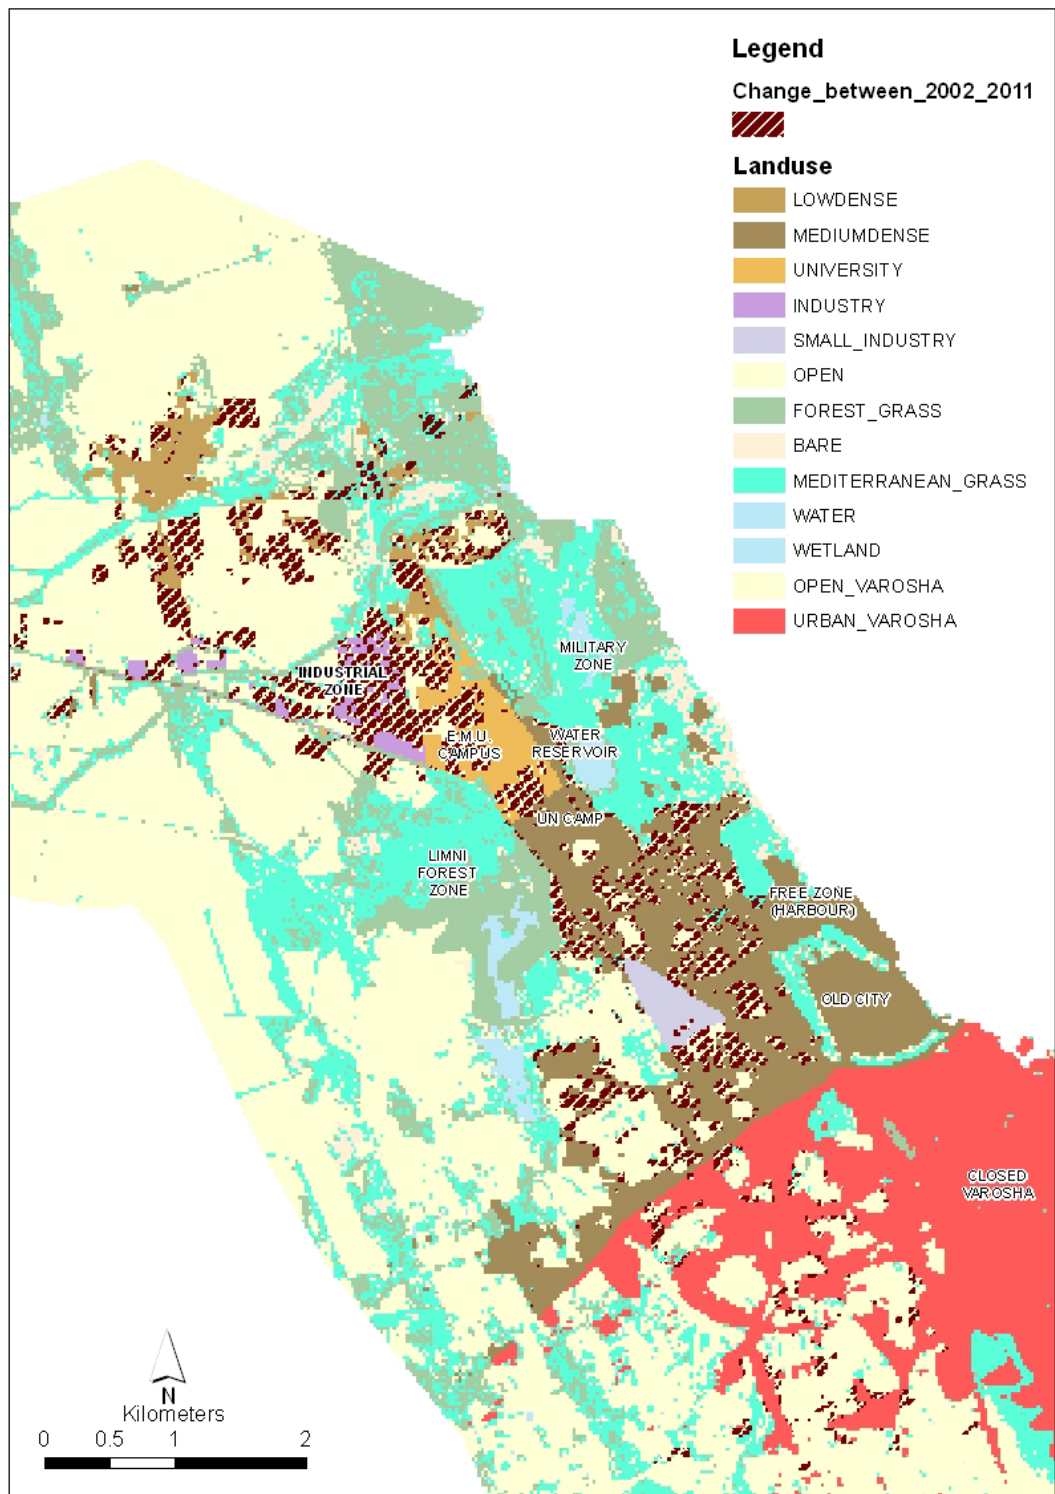 Legend
Change_between_2002_2011
Landuse
LOWDENSE
MEDIUMDENSE
UNIVERSITY
INDUSTRY
SMALL_INDUSTRY
OPEN
FOREST_GRASS
BARE
MEDITERRANEAN_GRASS
WATER
WETLAND
OPEN_VAROSHA
URBAN_VAROSHA
MILITARY
ZONE
INDUSTRIAL
ZONE
E.M.U.
CAMPUS
WATER
RESERVOIR
UN CAMP
LIMNI
FOREST
ZONE
FREE ZONE
(HARBOUR)
OLD CITY
CLOSED
VAROSHA
N
Kilometers
0 0.5 1 2